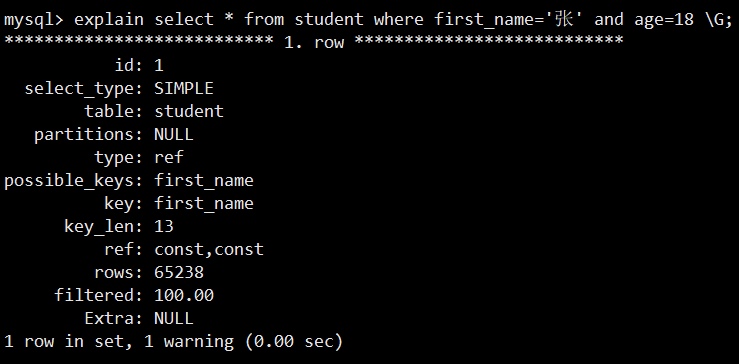 mysql> explain select * from student where first_name='张' and age=18 \G;
*************************** 1. row ***************************
id: 1
select_type: SIMPLE
table: student
partitions: NULL
type: ref
possible_keys: first_name
key: first_name
key_len: 13
ref: const,const
rows: 65238
filtered: 100.00
Extra: NULL
1 row in set, 1 warning (0.00 sec)